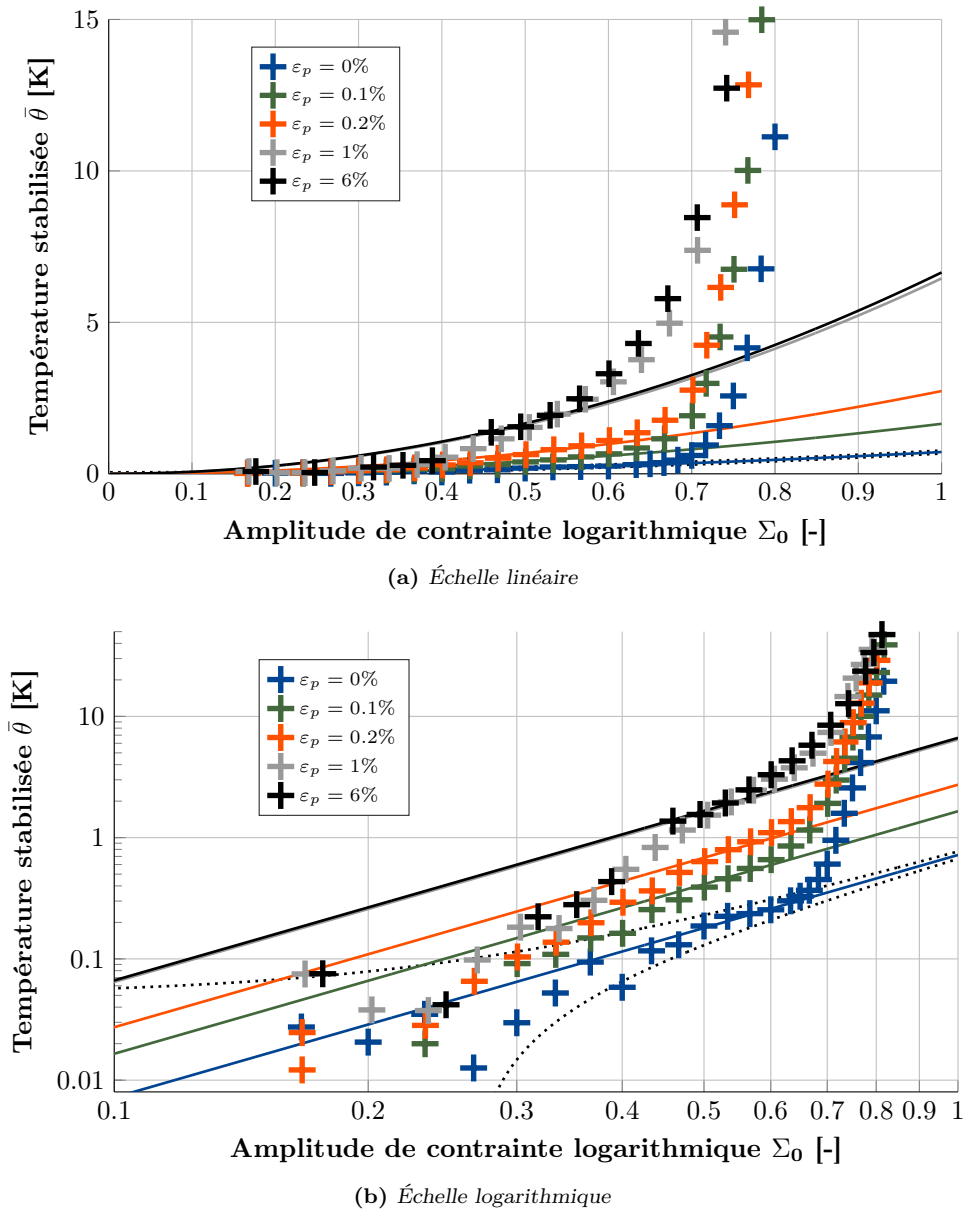 15
10
5
0
Température stabilisée θ̄ [K]
εp = 0%
εp = 0.1%
εp = 0.2%
εp = 1%
εp = 6%
0 0.1 0.2 0.3 0.4 0.5 0.6 0.7 0.8 0.9 1
Amplitude de contrainte logarithmique Σ0 [-]
(a) Échelle linéaire
10
1
0.1
0.01
Température stabilisée θ̄ [K]
εp = 0%
εp = 0.1%
εp = 0.2%
εp = 1%
εp = 6%
0.1 0.2 0.3 0.4 0.5 0.6 0.7 0.8 0.9 1
Amplitude de contrainte logarithmique Σ0 [-]
(b) Échelle logarithmique